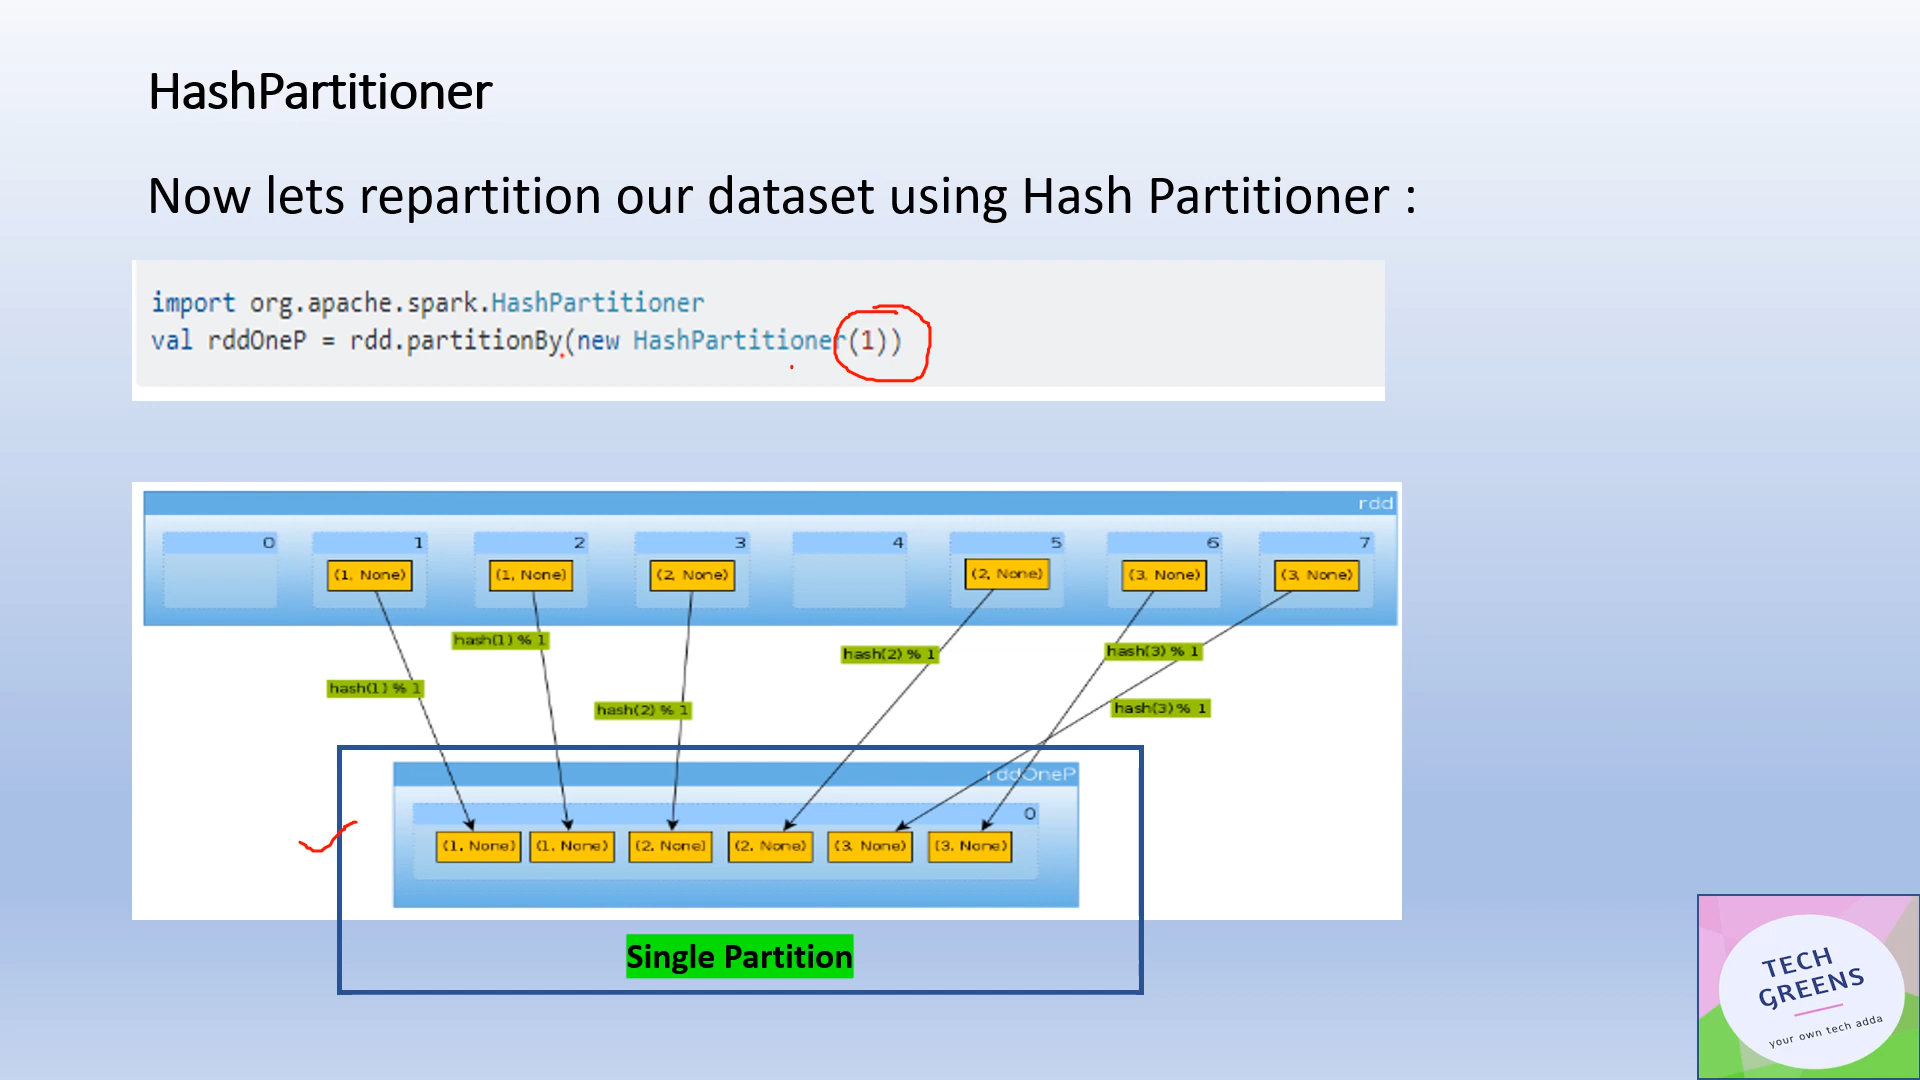 HashPartitioner
Now lets repartition our dataset using Hash Partitioner :
import org.apache.spark.HashPartitioner
val rddOneP = rdd.partitionBy(new HashPartitioner(1))
rdd
0 1 2 3 4 5 6 7
(1, None) (1, None) (2, None) (2, None) (3, None) (3, None)
hash(1) % 1
hash(2) % 1 hash(3) % 1
hash(1) % 1
hash(2) % 1 hash(3) % 1
rddOneP
0
(1, None) (1, None) (2, None) (2, None) (3, None) (3, None)
Single Partition
TECH
GREENS
your own tech adda